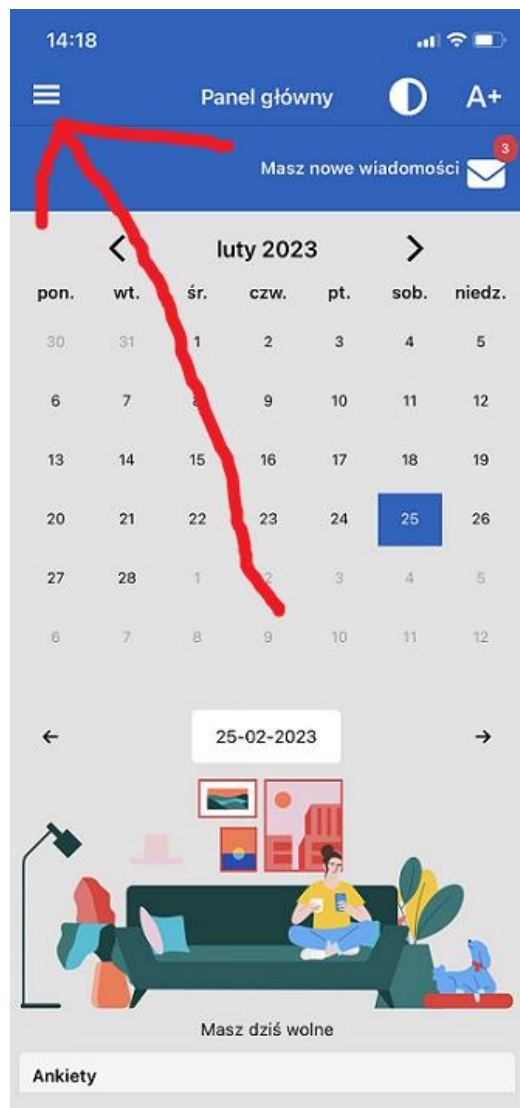 14:18
Panel główny A+
3
Masz nowe wiadomości
luty 2023
pon. wt. śr. czw. pt. sob. niedz.
30 31 1 2 3 4 5
6 7 8 9 10 11 12
13 14 15 16 17 18 19
20 21 22 23 24 25 26
27 28 1 2 3 4 5
6 7 8 9 10 11 12
25-02-2023
Masz dziś wolne
Ankiety